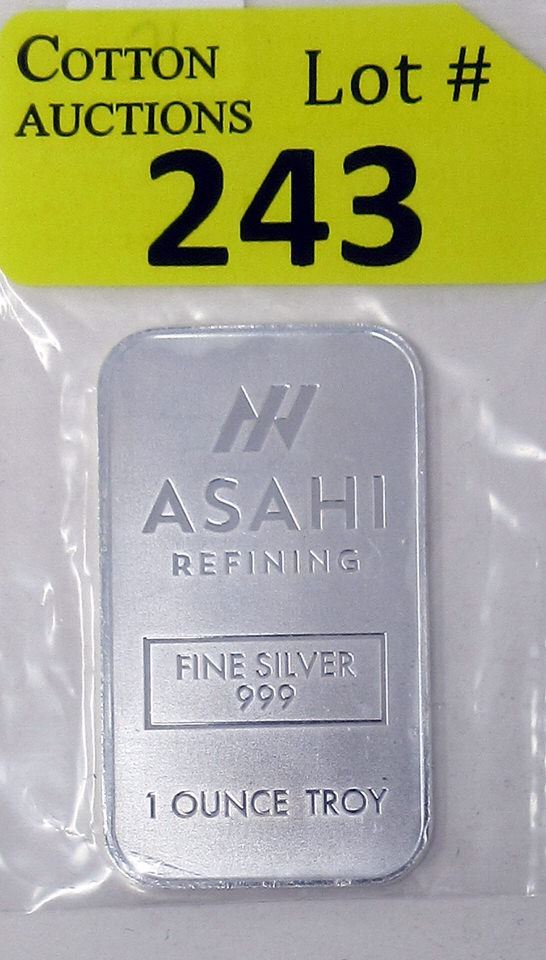 COTTON
AUCTIONS
Lot #
243
ASAHI
REFINING
FINE SILVER
999
1 OUNCE TROY